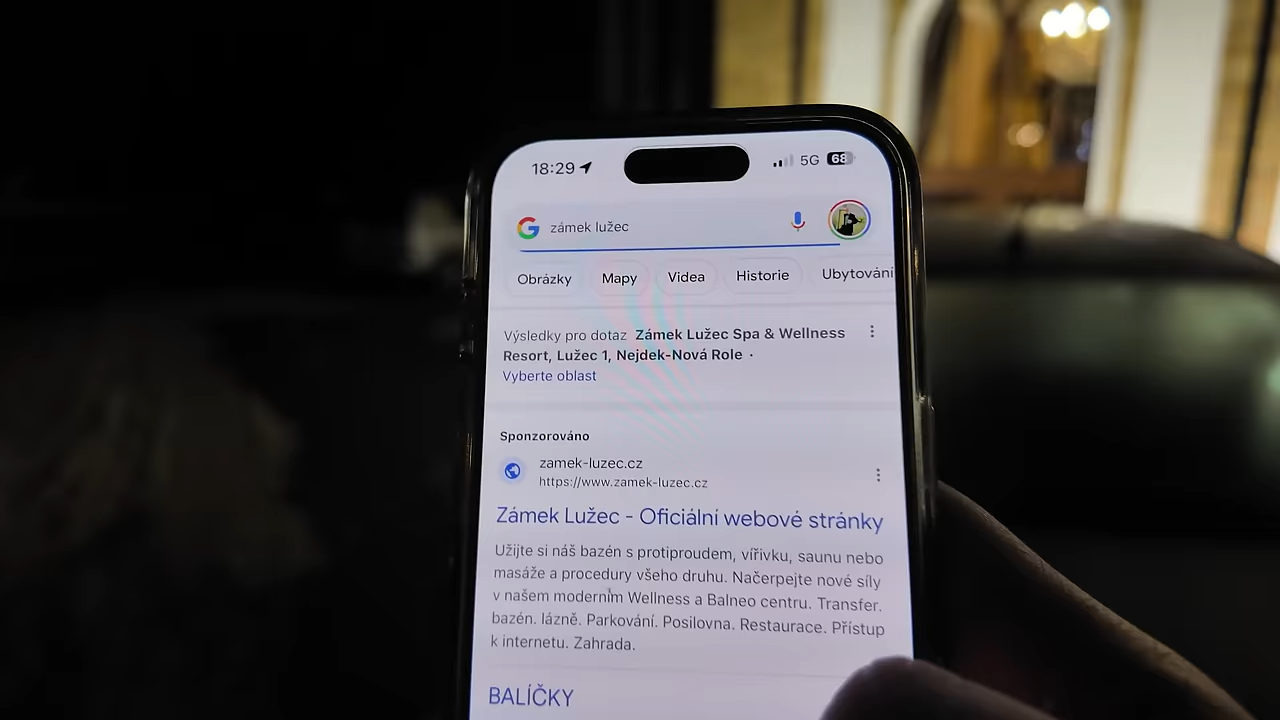 18:29 5G 68
zámek lužec
Obrázky Mapy Videa Historie Ubytování
Výsledky pro dotaz Zámek Lužec Spa & Wellness
Resort, Lužec 1, Nejdek-Nová Role ·
Vyberte oblast
Sponzorováno
zamek-luzec.cz
https://www.zamek-luzec.cz
Zámek Lužec - Oficiální webové stránky
Užijte si náš bazén s protiproudem, vířivku, saunu nebo
masáže a procedury všeho druhu. Načerpejte nové síly
v našem moderním Wellness a Balneo centru. Transfer.
bazén. lázně. Parkování. Posilovna. Restaurace. Přístup
k internetu. Zahrada.
BALÍČKY